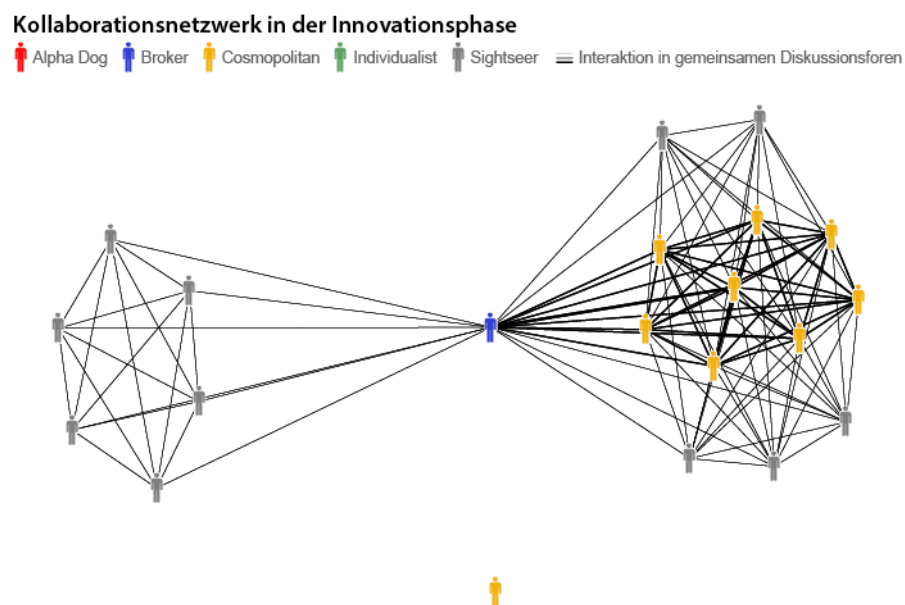 Kollaborationsnetzwerk in der Innovationsphase
Alpha Dog Broker Cosmopolitan Individualist Sightseer Interaktion in gemeinsamen Diskussionsforen